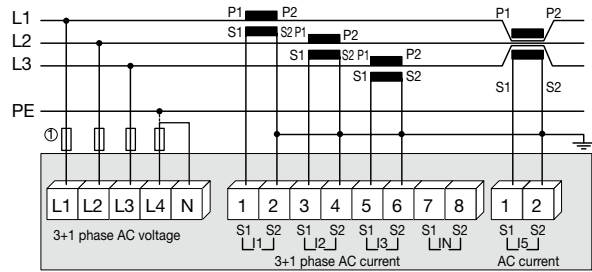 L1 P1 P2 P1 P2
S1 S2 P1 P2
L2 S1 S2 P1 P2
L3 S1 S2 S1 S2
PE
①
L1 L2 L3 L4 N 1 2 3 4 5 6 7 8 1 2
S1 S2 S1 S2 S1 S2 S1 S2 S1 S2
I1 I2 I3 IN I5
3+1 phase AC voltage 3+1 phase AC current AC current